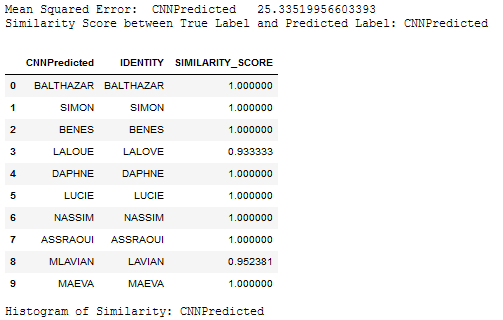 Mean Squared Error:  CNNPredicted   25.33519956603393
Similarity Score between True Label and Predicted Label: CNNPredicted
CNNPredicted IDENTITY SIMILARITY_SCORE
0 BALTHAZAR BALTHAZAR 1.000000
1 SIMON SIMON 1.000000
2 BENES BENES 1.000000
3 LALOUE LALOVE 0.933333
4 DAPHNE DAPHNE 1.000000
5 LUCIE LUCIE 1.000000
6 NASSIM NASSIM 1.000000
7 ASSRAOUI ASSRAOUI 1.000000
8 MLAVIAN LAVIAN 0.952381
9 MAEVA MAEVA 1.000000
Histogram of Similarity: CNNPredicted